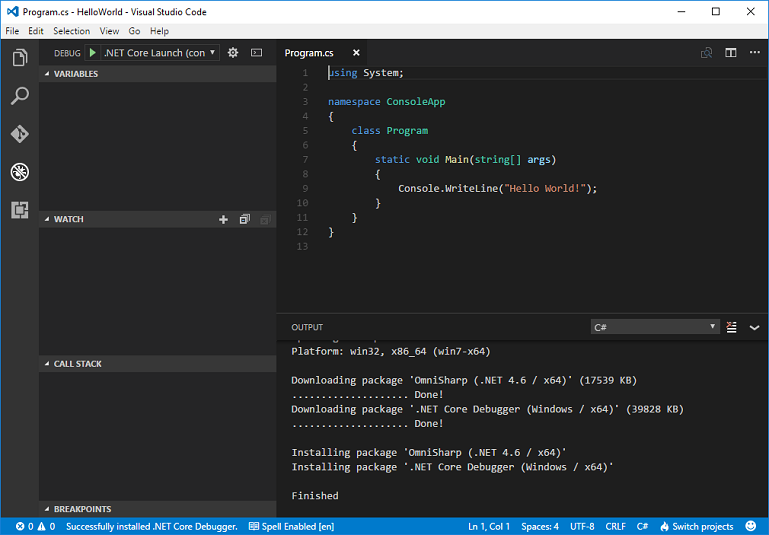 Program.cs - HelloWorld - Visual Studio Code
File Edit Selection View Go Help
DEBUG .NET Core Launch (con
VARIABLES
WATCH
CALL STACK
BREAKPOINTS
Program.cs
1 using System;
2
3 namespace ConsoleApp
4 {
5 class Program
6 {
7 static void Main(string[] args)
8 {
9 Console.WriteLine("Hello World!");
10 }
11 }
12 }
13
OUTPUT C#
Platform: win32, x86_64 (win7-x64)
Downloading package 'OmniSharp (.NET 4.6 / x64)' (17539 KB)
.................... Done!
Downloading package '.NET Core Debugger (Windows / x64)' (39828 KB)
.................... Done!
Installing package 'OmniSharp (.NET 4.6 / x64)'
Installing package '.NET Core Debugger (Windows / x64)'
Finished
0 0 Successfully installed .NET Core Debugger. Spell Enabled [en] Ln 1, Col 1 Spaces: 4 UTF-8 CRLF C# Switch projects